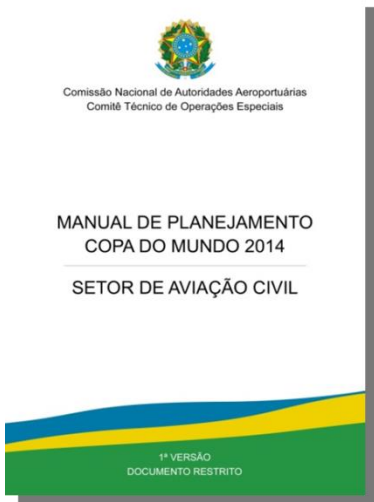 Comissão Nacional de Autoridades Aeroportuárias
Comitê Técnico de Operações Especiais
MANUAL DE PLANEJAMENTO
COPA DO MUNDO 2014
SETOR DE AVIAÇÃO CIVIL
1ª VERSÃO
DOCUMENTO RESTRITO